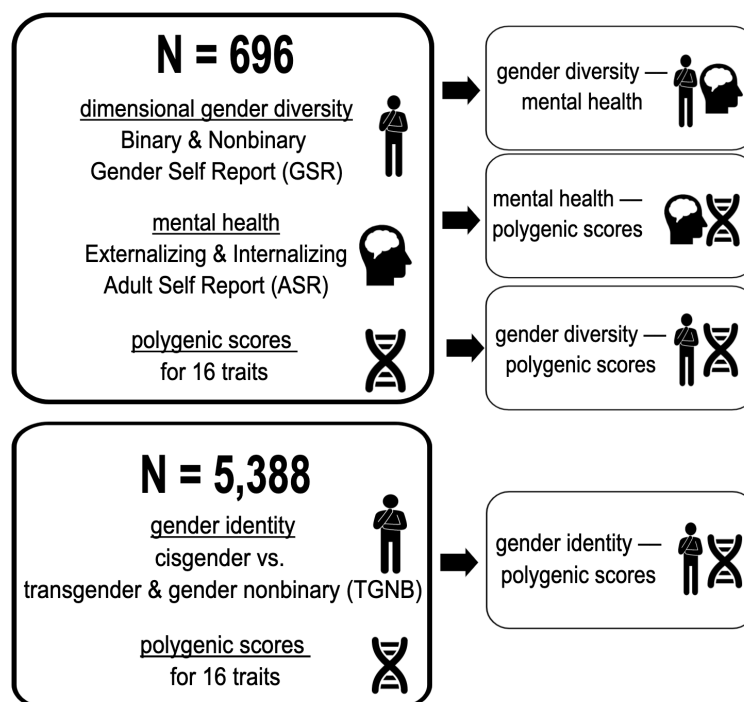 N = 696
dimensional gender diversity
Binary & Nonbinary
Gender Self Report (GSR)
mental health
Externalizing & Internalizing
Adult Self Report (ASR)
polygenic scores
for 16 traits
gender diversity —
mental health
mental health —
polygenic scores
gender diversity —
polygenic scores
N = 5,388
gender identity
cisgender vs.
transgender & gender nonbinary (TGNB)
polygenic scores
for 16 traits
gender identity —
polygenic scores